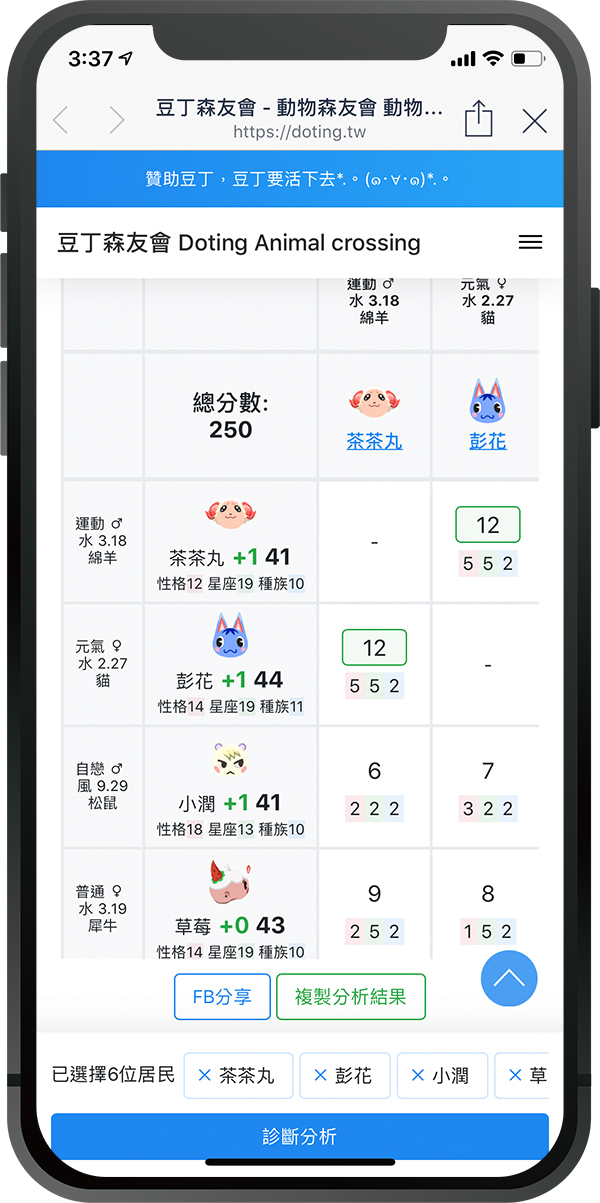 3:37
豆丁森友會 - 動物森友會 動物...
https://doting.tw
贊助豆丁，豆丁要活下去*.。(๑･∀･๑)*.。
豆丁森友會 Doting Animal crossing
運動 ♂
水 3.18
綿羊
元氣 ♀
水 2.27
貓
總分數:
250
茶茶丸
彭花
運動 ♂
水 3.18
綿羊
茶茶丸 +1 41
性格12 星座19 種族10
-
12
5 5 2
元氣 ♀
水 2.27
貓
彭花 +1 44
性格14 星座19 種族11
12
5 5 2
-
自戀 ♂
風 9.29
松鼠
小潤 +1 41
性格18 星座13 種族10
6
2 2 2
7
3 2 2
普通 ♀
水 3.19
犀牛
草莓 +0 43
性格14 星座19 種族10
9
2 5 2
8
1 5 2
FB分享
複製分析結果
已選擇6位居民
× 茶茶丸
× 彭花
× 小潤
× 草
診斷分析